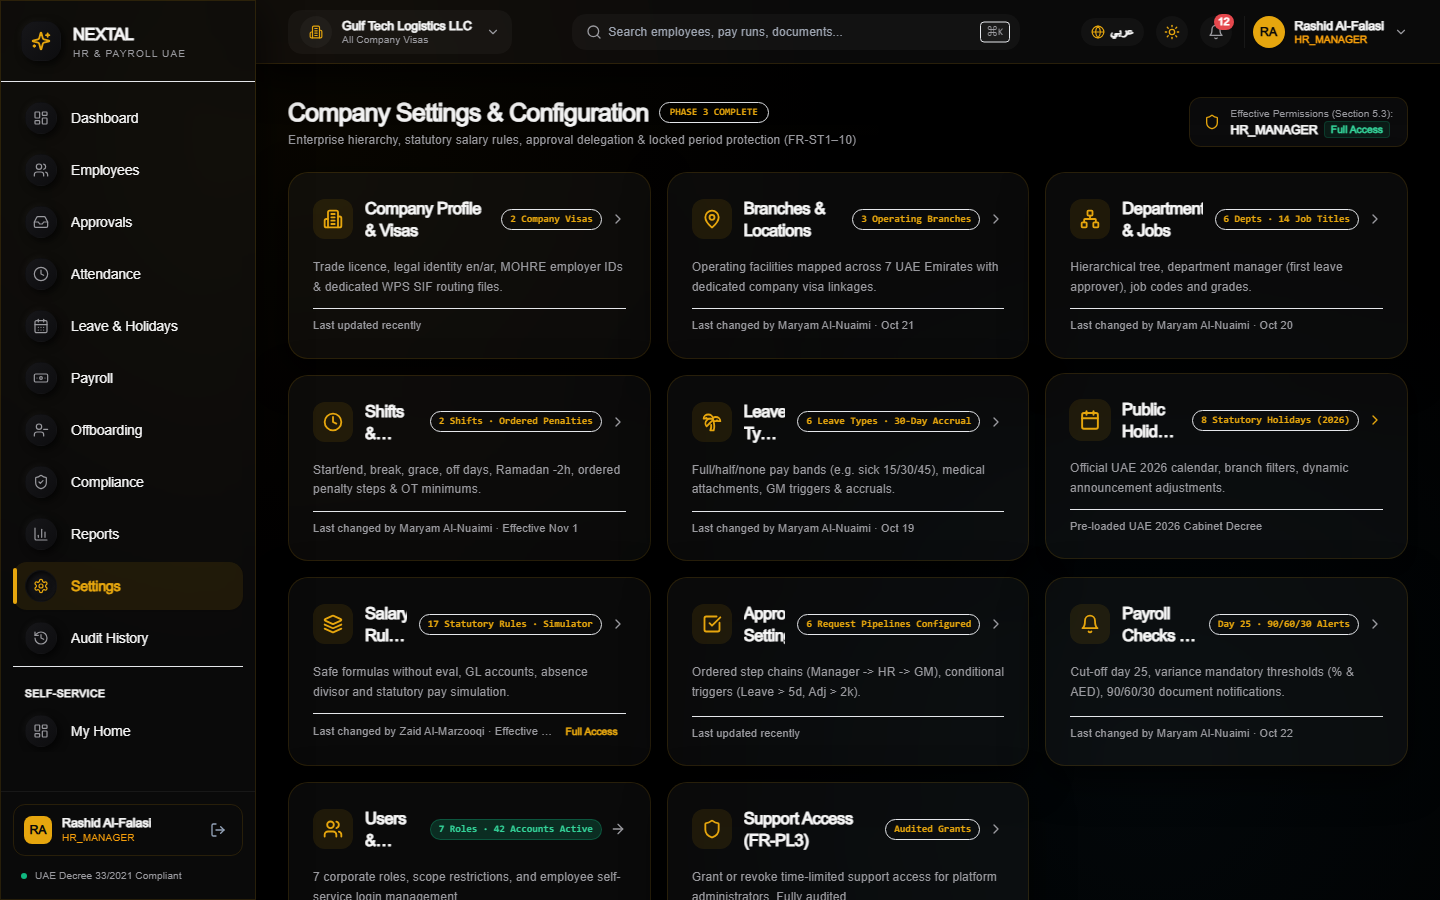 NEXTAL
HR & PAYROLL UAE
Dashboard
Employees
Approvals
Attendance
Leave & Holidays
Payroll
Offboarding
Compliance
Reports
Settings
Audit History
SELF-SERVICE
My Home
RA
Rashid Al-Falasi
HR_MANAGER
UAE Decree 33/2021 Compliant
Gulf Tech Logistics LLC
All Company Visas
Search employees, pay runs, documents...
⌘K
عربي
12
RA
Rashid Al-Falasi
HR_MANAGER
Company Settings & Configuration
PHASE 3 COMPLETE
Enterprise hierarchy, statutory salary rules, approval delegation & locked period protection (FR-ST1–10)
Effective Permissions (Section 5.3):
HR_MANAGER Full Access
Company Profile
& Visas
2 Company Visas
Trade licence, legal identity en/ar, MOHRE employer IDs
& dedicated WPS SIF routing files.
Last updated recently
Branches &
Locations
3 Operating Branches
Operating facilities mapped across 7 UAE Emirates with
dedicated company visa linkages.
Last changed by Maryam Al-Nuaimi · Oct 21
Department
& Jobs
6 Depts · 14 Job Titles
Hierarchical tree, department manager (first leave
approver), job codes and grades.
Last changed by Maryam Al-Nuaimi · Oct 20
Shifts
&...
2 Shifts · Ordered Penalties
Start/end, break, grace, off days, Ramadan -2h, ordered
penalty steps & OT minimums.
Last changed by Maryam Al-Nuaimi · Effective Nov 1
Leave
Ty...
6 Leave Types · 30-Day Accrual
Full/half/none pay bands (e.g. sick 15/30/45), medical
attachments, GM triggers & accruals.
Last changed by Maryam Al-Nuaimi · Oct 19
Public
Holid...
8 Statutory Holidays (2026)
Official UAE 2026 calendar, branch filters, dynamic
announcement adjustments.
Pre-loaded UAE 2026 Cabinet Decree
Salary
Rul...
17 Statutory Rules · Simulator
Safe formulas without eval, GL accounts, absence
divisor and statutory pay simulation.
Last changed by Zaid Al-Marzooqi · Effective ...
Full Access
Appro
Settin
6 Request Pipelines Configured
Ordered step chains (Manager -> HR -> GM), conditional
triggers (Leave > 5d, Adj > 2k).
Last updated recently
Payroll
Checks ...
Day 25 · 90/60/30 Alerts
Cut-off day 25, variance mandatory thresholds (% &
AED), 90/60/30 document notifications.
Last changed by Maryam Al-Nuaimi · Oct 22
Users
&...
7 Roles · 42 Accounts Active
7 corporate roles, scope restrictions, and employee self-
service login management.
Support Access
(FR-PL3)
Audited Grants
Grant or revoke time-limited support access for platform
administrators. Fully audited.